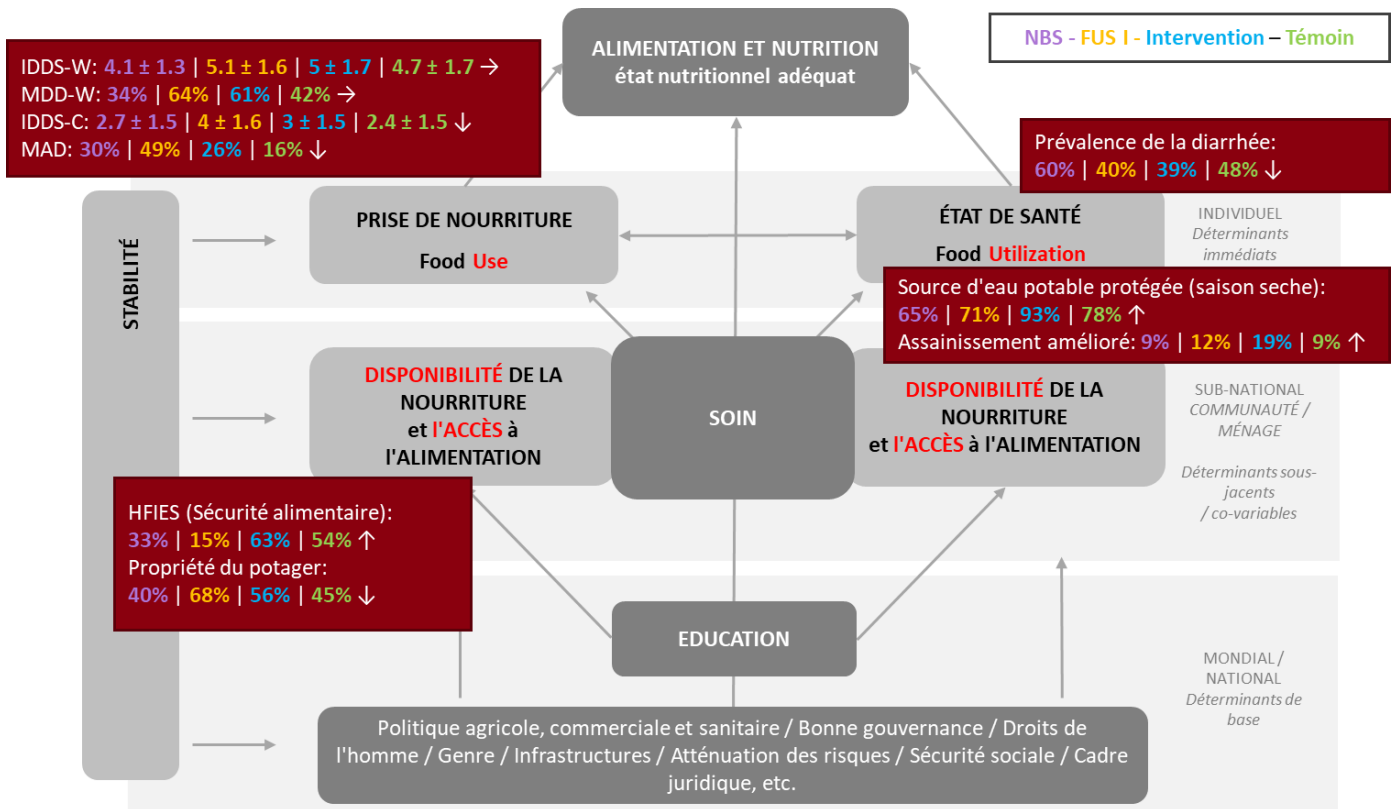 NBS - FUS I - Intervention – Témoin
ALIMENTATION ET NUTRITION
état nutritionnel adéquat
IDDS-W: 4.1 ± 1.3 | 5.1 ± 1.6 | 5 ± 1.7 | 4.7 ± 1.7 →
MDD-W: 34% | 64% | 61% | 42% →
IDDS-C: 2.7 ± 1.5 | 4 ± 1.6 | 3 ± 1.5 | 2.4 ± 1.5 ↓
MAD: 30% | 49% | 26% | 16% ↓
Prévalence de la diarrhée:
60% | 40% | 39% | 48% ↓
STABILITÉ
PRISE DE NOURRITURE
Food Use
ÉTAT DE SANTÉ
Food Utilization
INDIVIDUEL
Déterminants
immédiats
Source d'eau potable protégée (saison seche):
65% | 71% | 93% | 78% ↑
Assainissement amélioré: 9% | 12% | 19% | 9% ↑
DISPONIBILITÉ DE LA
NOURRITURE
et l'ACCÈS à
l'ALIMENTATION
SOIN
DISPONIBILITÉ DE LA
NOURRITURE
et l'ACCÈS à l'ALIMENTATION
SUB-NATIONAL
COMMUNAUTÉ /
MÉNAGE
Déterminants sous-
jacents
/ co-variables
HFIES (Sécurité alimentaire):
33% | 15% | 63% | 54% ↑
Propriété du potager:
40% | 68% | 56% | 45% ↓
EDUCATION
MONDIAL /
NATIONAL
Déterminants de
base
Politique agricole, commerciale et sanitaire / Bonne gouvernance / Droits de
l'homme / Genre / Infrastructures / Atténuation des risques / Sécurité sociale / Cadre
juridique, etc.